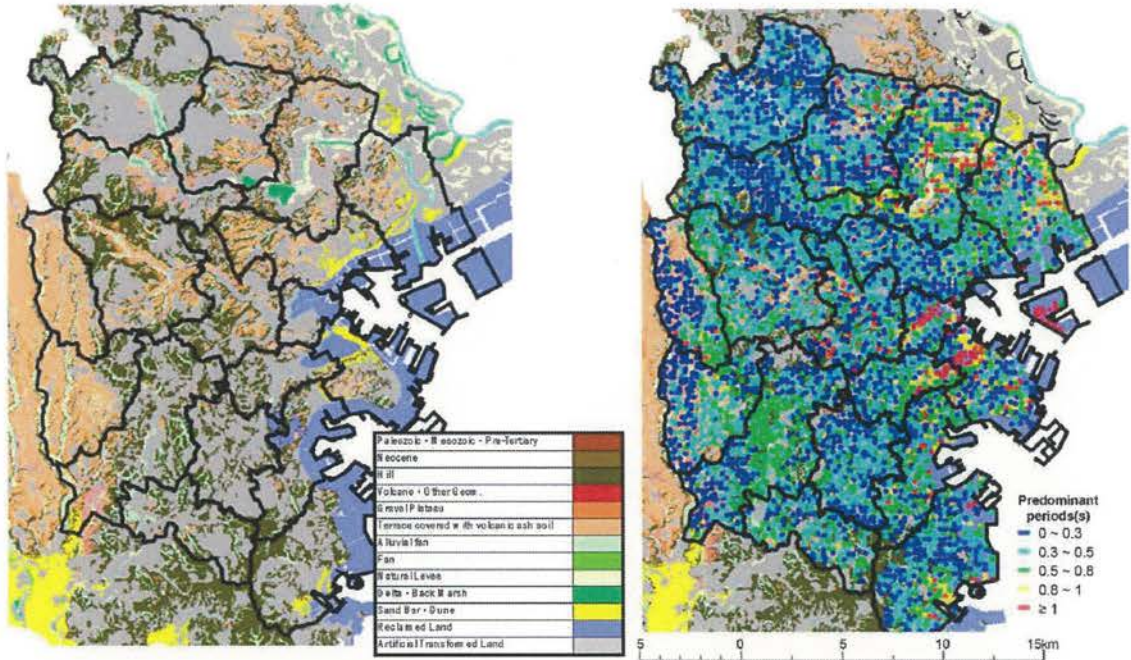 Paleozoic - Mesozoic - Pre-Tertiary
Neocene
Hill
Volcano - Other Geom.
Gravel Plateau
Terrace covered with volcanic ash soil
Alluvial fan
Fan
Natural Levee
Delta - Back Marsh
Sand Bar - Dune
Reclaimed Land
Artificial Transformed Land
Predominant
periods(s)
0 ~ 0.3
0.3 ~ 0.5
0.5 ~ 0.8
0.8 ~ 1
≥ 1
5 0 5 10 15km